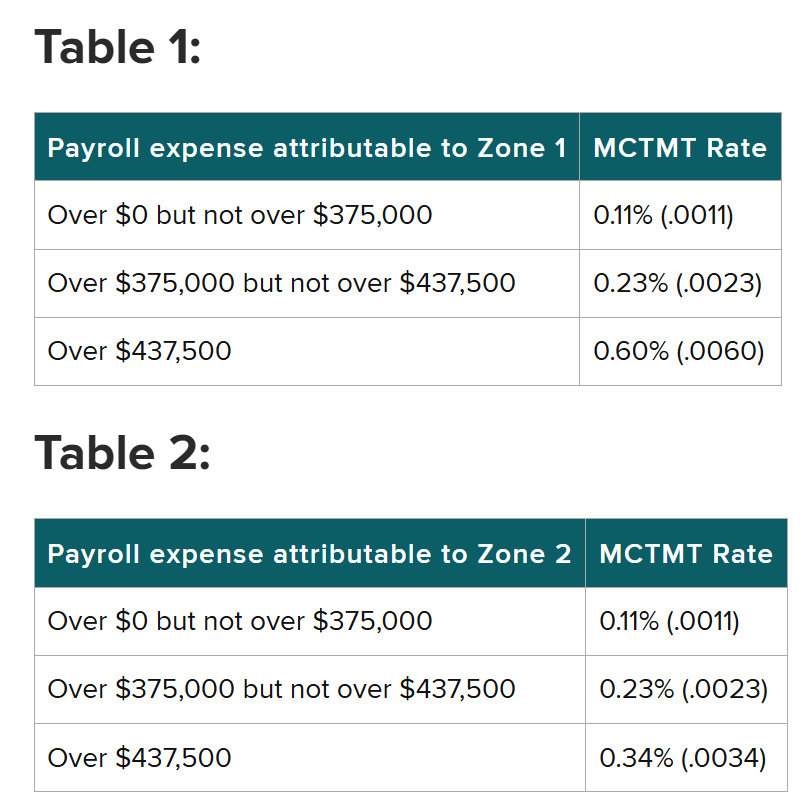 Table 1:
Payroll expense attributable to Zone 1 MCTMT Rate
Over $0 but not over $375,000 0.11% (.0011)
Over $375,000 but not over $437,500 0.23% (.0023)
Over $437,500 0.60% (.0060)
Table 2:
Payroll expense attributable to Zone 2 MCTMT Rate
Over $0 but not over $375,000 0.11% (.0011)
Over $375,000 but not over $437,500 0.23% (.0023)
Over $437,500 0.34% (.0034)